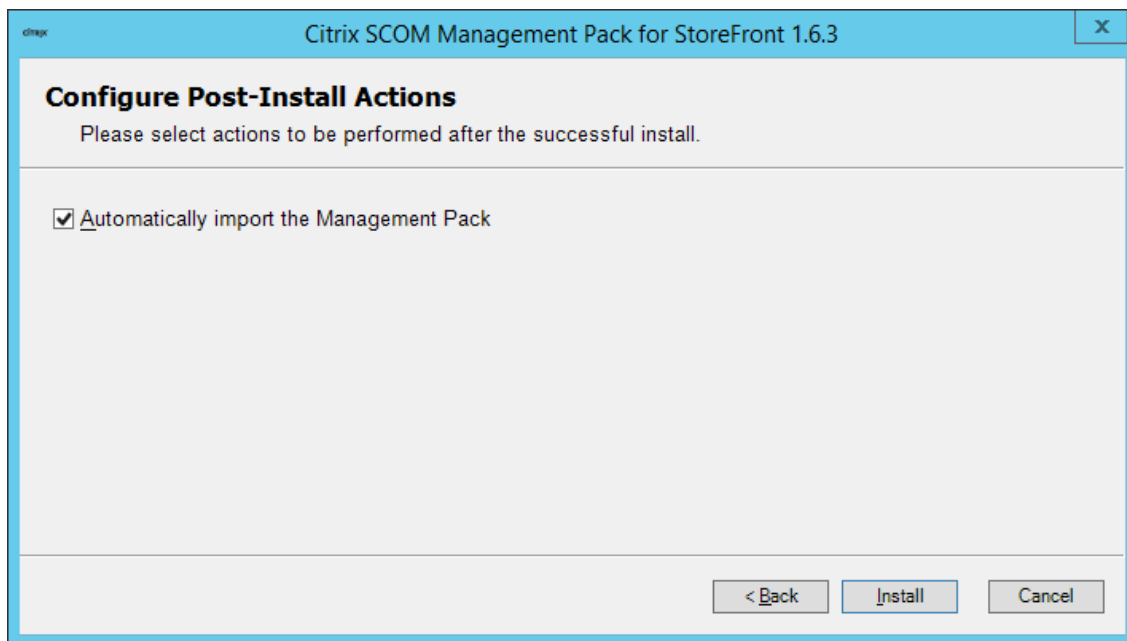 citrix
Citrix SCOM Management Pack for StoreFront 1.6.3
X
Configure Post-Install Actions
Please select actions to be performed after the successful install.
Automatically import the Management Pack
< Back
Install
Cancel